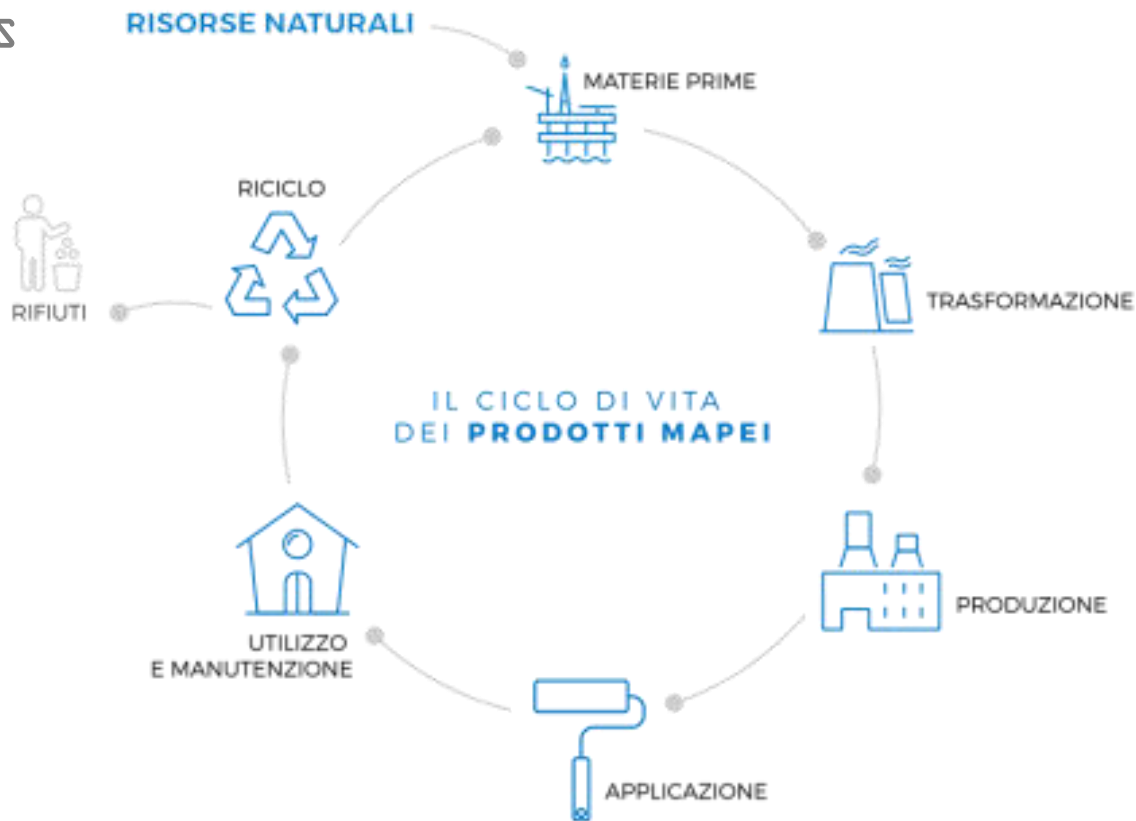 RISORSE NATURALI
MATERIE PRIME
RICICLO
RIFIUTI
TRASFORMAZIONE
IL CICLO DI VITA
DEI PRODOTTI MAPEI
PRODUZIONE
UTILIZZO
E MANUTENZIONE
APPLICAZIONE